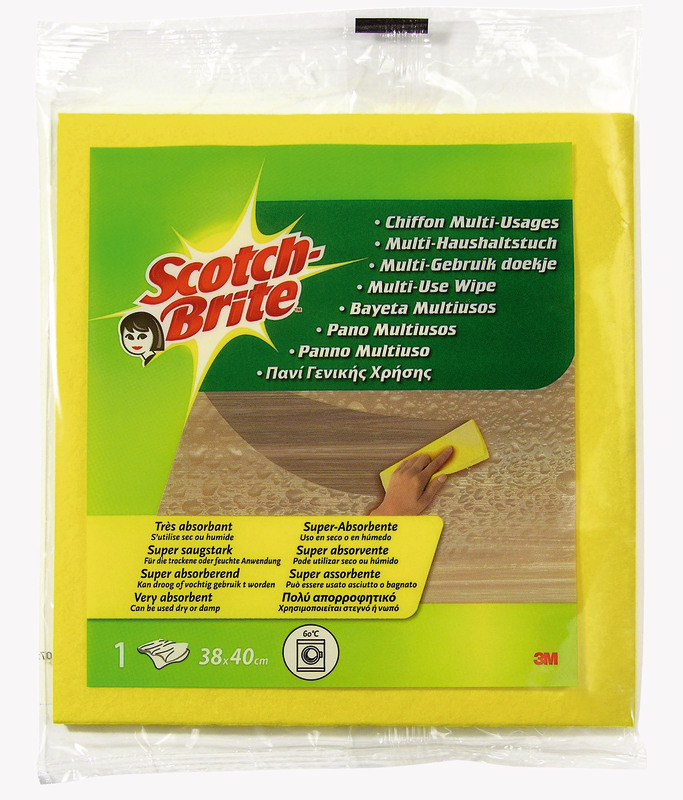 Scotch-
Brite™
• Chiffon Multi-Usages
• Multi-Haushaltstuch
• Multi-Gebruik doekje
• Multi-Use Wipe
• Bayeta Multiusos
• Pano Multiusos
• Panno Multiuso
• Πανί Γενικής Χρήσης
Très absorbant
S'utilise sec ou humide
Super saugstark
Für die trockene oder feuchte Anwendung
Super absorberend
Kan droog of vochtig gebruik t worden
Very absorbent
Can be used dry or damp
Super-Absorbente
Uso en seco o en húmedo
Super absorvente
Pode utilizar seco ou húmido
Super assorbente
Può essere usato asciutto o bagnato
Πολύ απορροφητικό
Χρησιμοποιείται στεγνό ή νωπό
1
38x40cm
60°C
3M